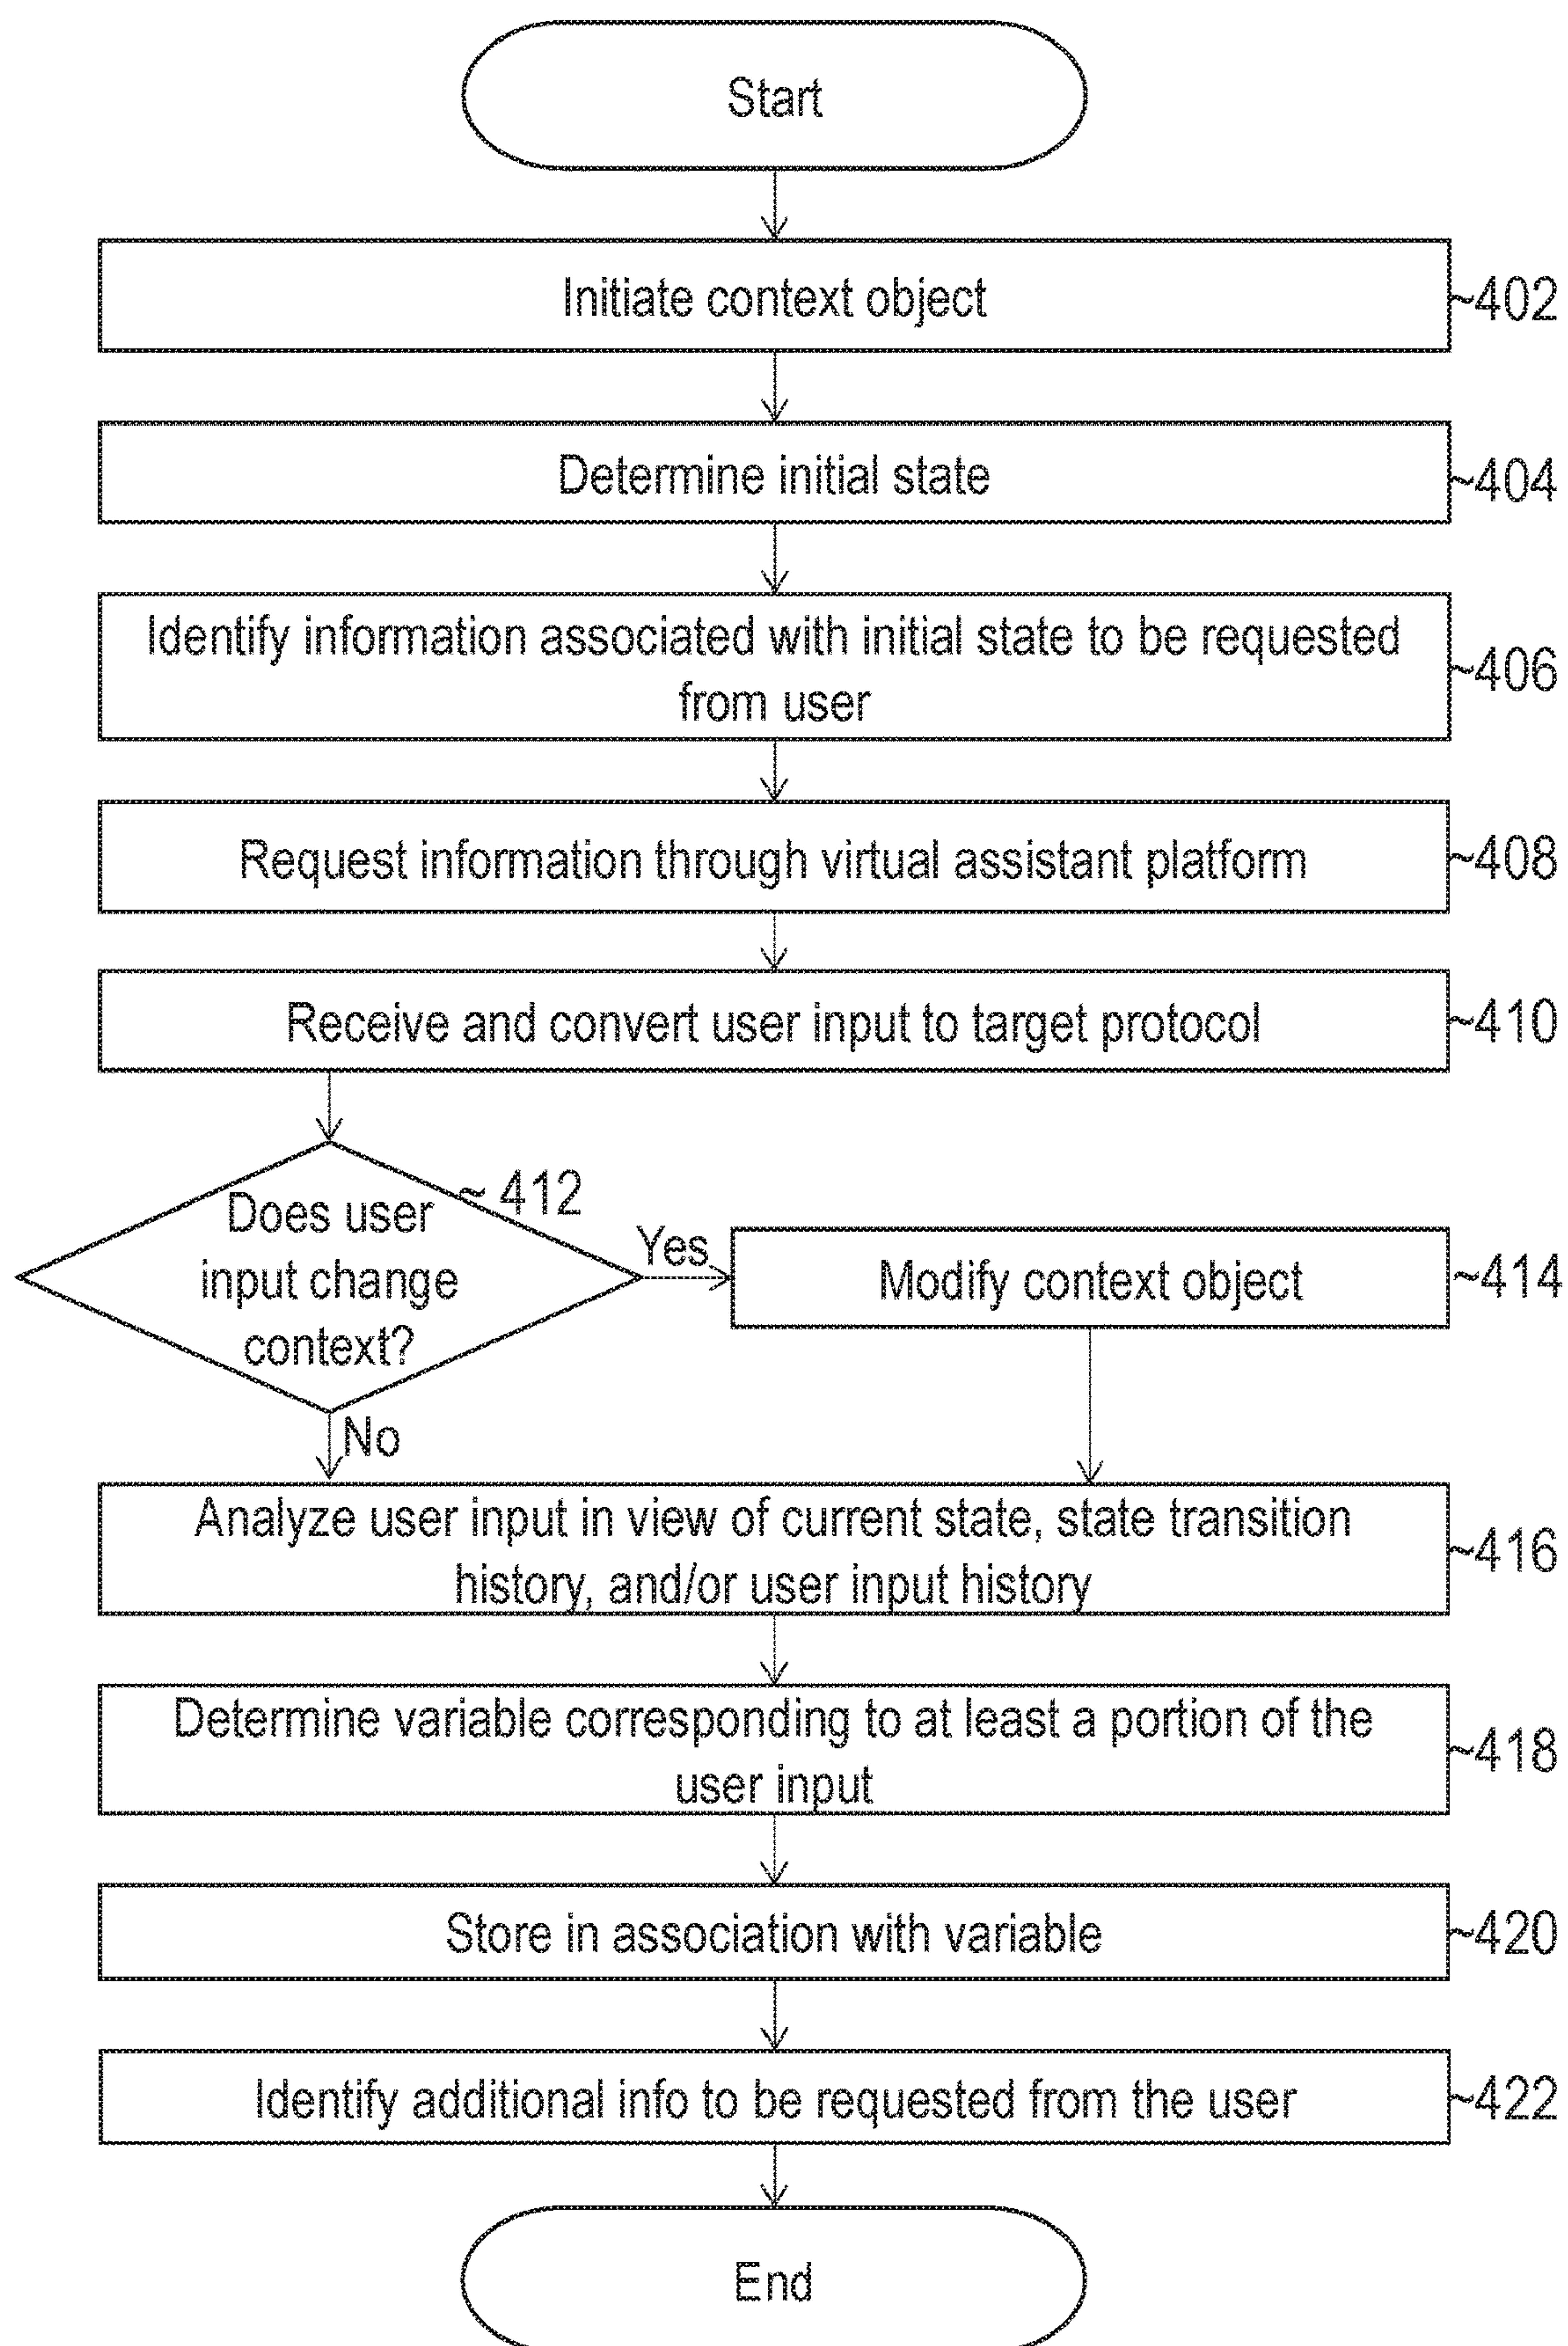 Start
Initiate context object
~402
Determine initial state
~404
Identify information associated with initial state to be requested
from user
~406
Request information through virtual assistant platform
~408
Receive and convert user input to target protocol
~410
~ 412
Does user
input change
context?
Yes
Modify context object
~414
No
Analyze user input in view of current state, state transition
history, and/or user input history
~416
Determine variable corresponding to at least a portion of the
user input
~418
Store in association with variable
~420
Identify additional info to be requested from the user
~422
End